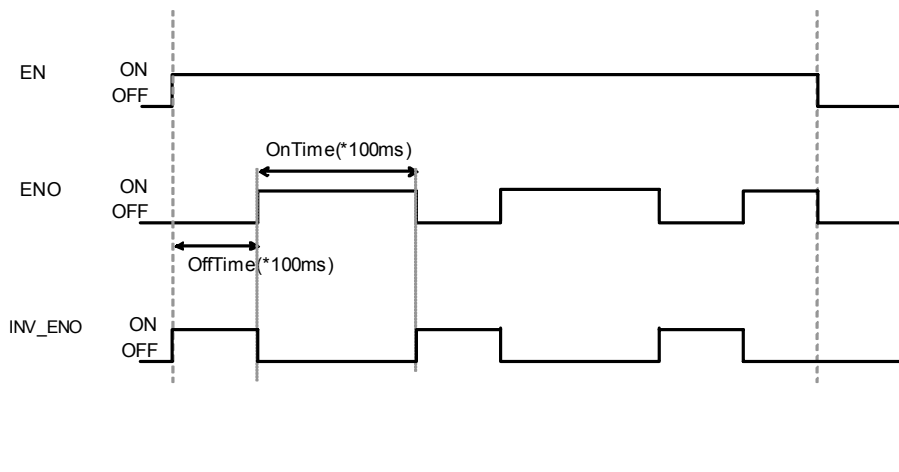 EN ON
OFF
OnTime(*100ms)
ENO ON
OFF
OffTime(*100ms)
INV_ENO ON
OFF